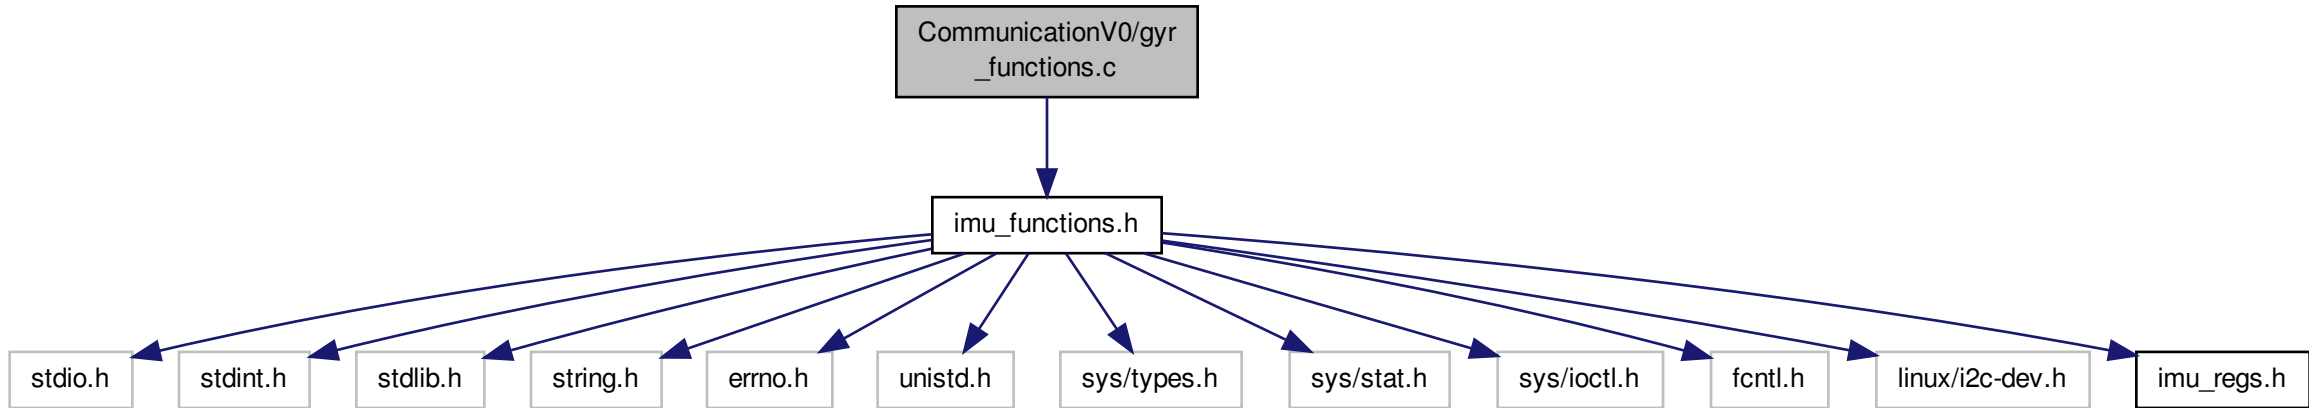 CommunicationV0/gyr
_functions.c
imu_functions.h
stdio.h
stdint.h
stdlib.h
string.h
errno.h
unistd.h
sys/types.h
sys/stat.h
sys/ioctl.h
fcntl.h
linux/i2c-dev.h
imu_regs.h